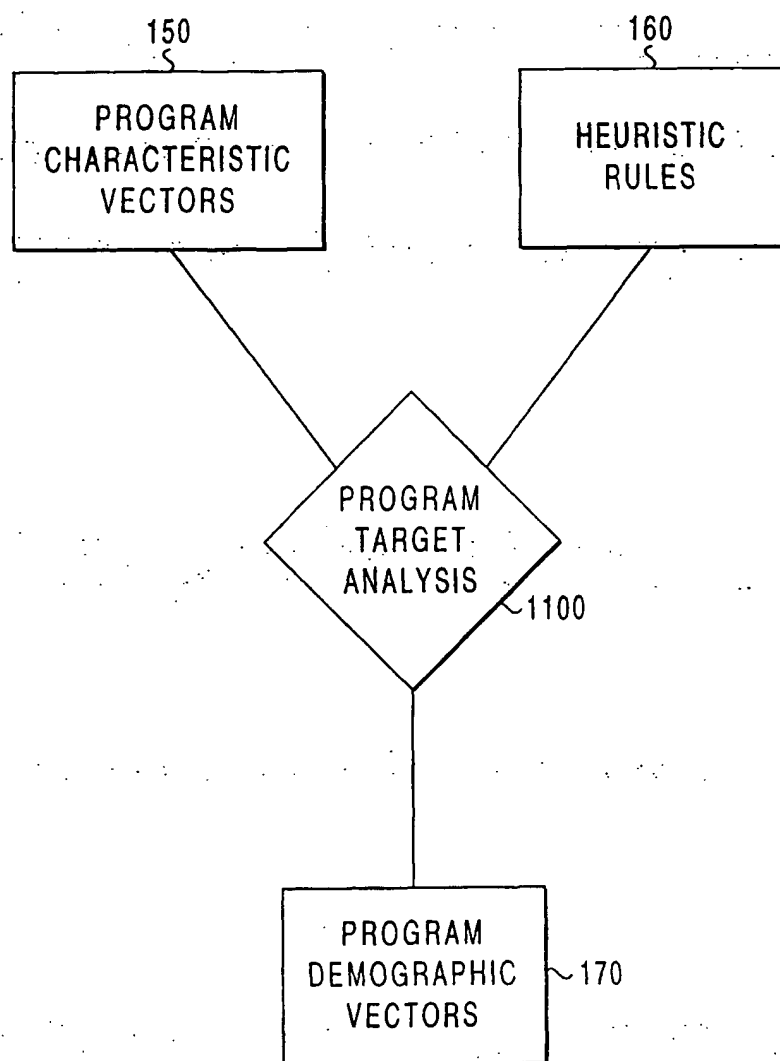 150
PROGRAM
CHARACTERISTIC
VECTORS
160
HEURISTIC
RULES
PROGRAM
TARGET
ANALYSIS
1100
PROGRAM
DEMOGRAPHIC
VECTORS
170